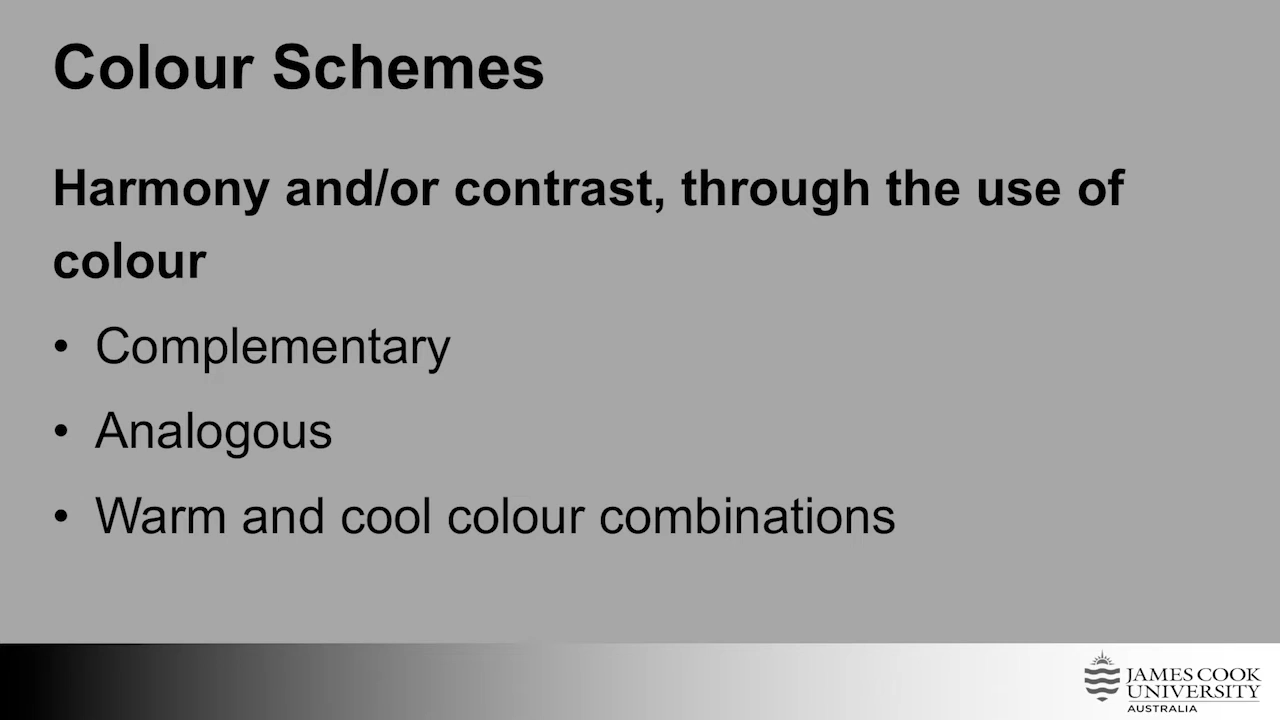 Colour Schemes
Harmony and/or contrast, through the use of
colour
• Complementary
• Analogous
• Warm and cool colour combinations
JAMES COOK
UNIVERSITY
AUSTRALIA